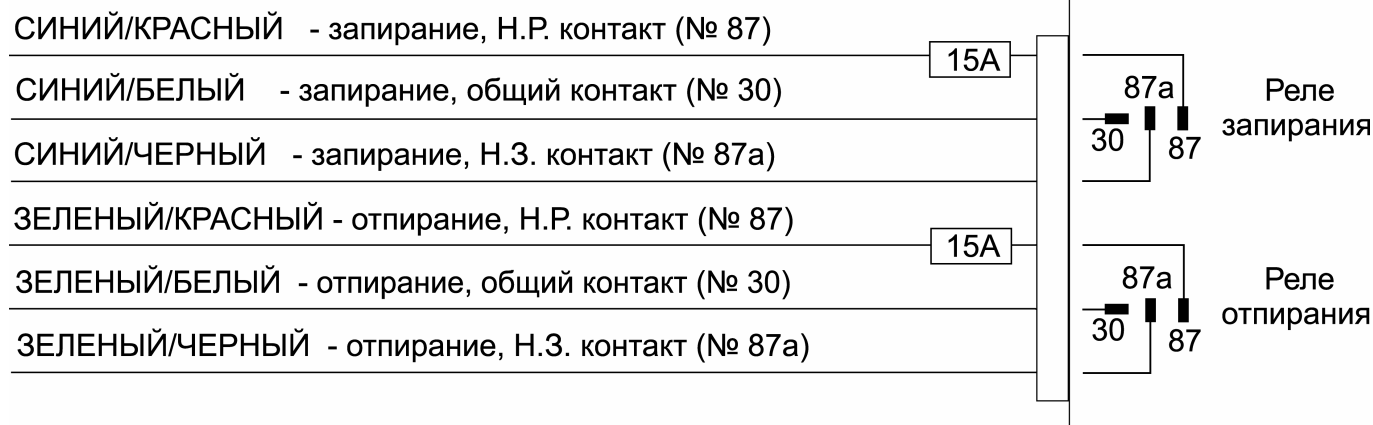 СИНИЙ/КРАСНЫЙ - запирание, Н.Р. контакт (№ 87)
15А
СИНИЙ/БЕЛЫЙ - запирание, общий контакт (№ 30)
СИНИЙ/ЧЕРНЫЙ - запирание, Н.З. контакт (№ 87а)
87а
30
87
Реле
запирания
ЗЕЛЕНЫЙ/КРАСНЫЙ - отпирание, Н.Р. контакт (№ 87)
15А
ЗЕЛЕНЫЙ/БЕЛЫЙ - отпирание, общий контакт (№ 30)
ЗЕЛЕНЫЙ/ЧЕРНЫЙ - отпирание, Н.З. контакт (№ 87а)
87а
30
87
Реле
отпирания